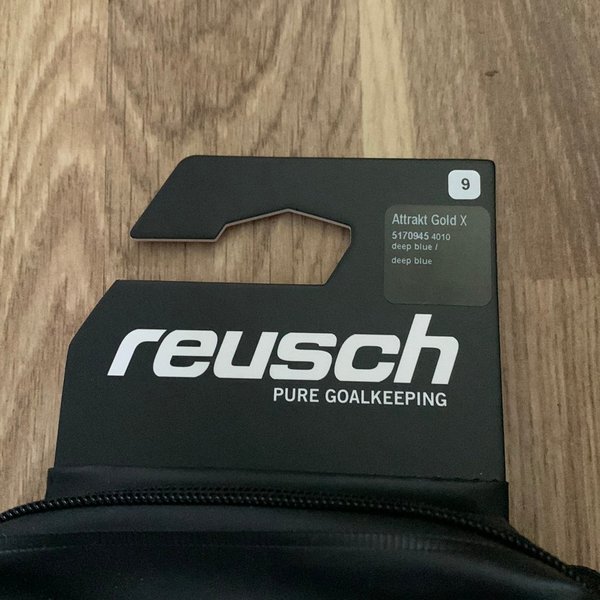 9
Attrakt Gold X
5170945 4010
deep blue /
deep blue
reusch
PURE GOALKEEPING